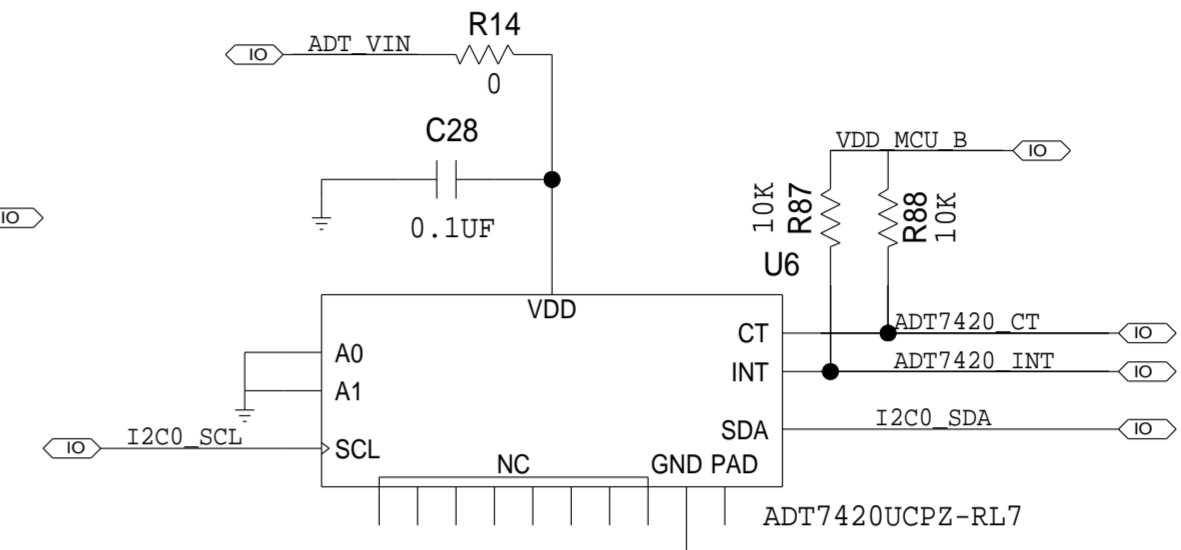 R14
IO
ADT_VIN
0
C28
0.1UF
VDD_MCU_B
IO
10K
R87
R88
10K
IO
U6
VDD
CT
ADT7420_CT
IO
A0
INT
ADT7420_INT
IO
A1
SDA
I2C0_SDA
IO
IO
I2C0_SCL
SCL
NC
GND PAD
ADT7420UCPZ-RL7